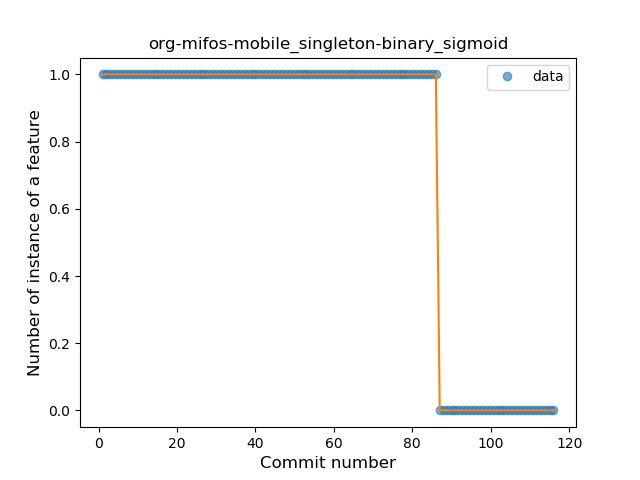 org-mifos-mobile_singleton-binary_sigmoid
data
Number of instance of a feature
1.0
0.8
0.6
0.4
0.2
0.0
0 20 40 60 80 100 120
Commit number